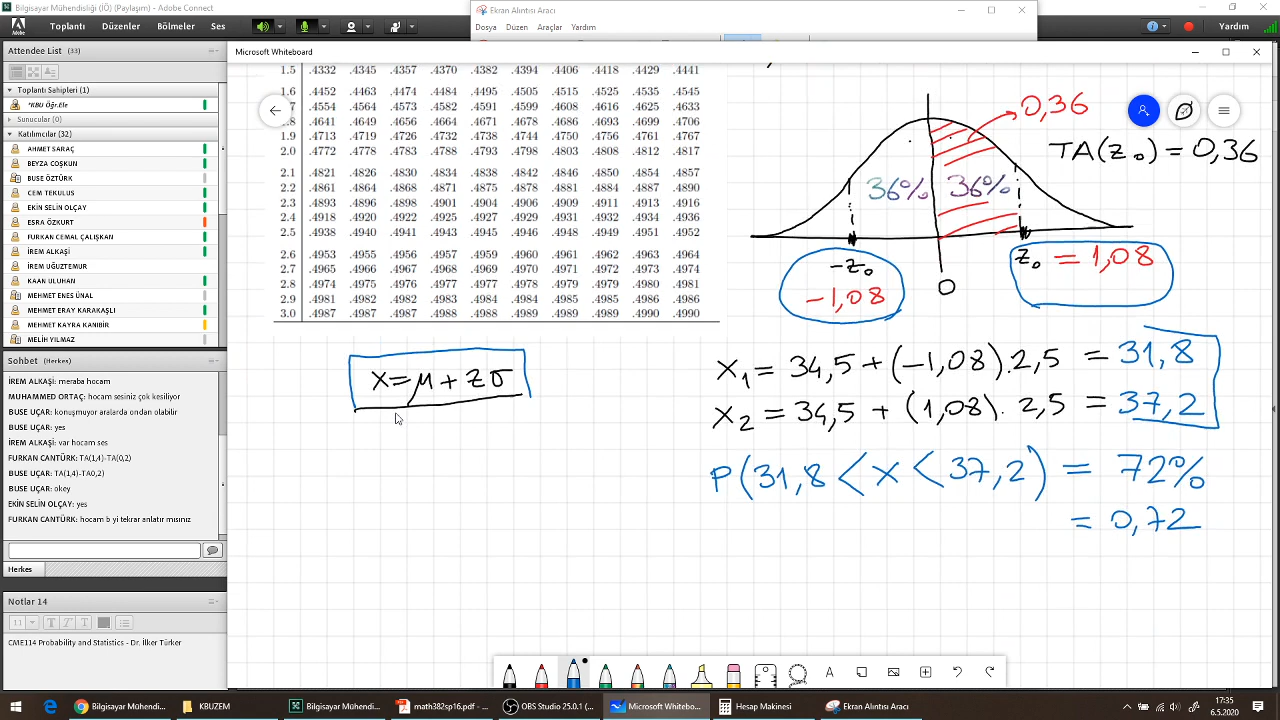 Bilgisayar Mühendisliği (İÖ) (Paylaşım) - Adobe Connect
Toplantı Düzenler Bölmeler Ses
Yardım
Ekran Alıntısı Aracı
Dosya Düzen Araçlar Yardım
Attendee List (33)
Toplantı Sahipleri (1)
*KBU Öğr.Ele
Sunucular (0)
Katılımcılar (32)
AHMET SARAÇ
BEYZA COŞKUN
BUSE ÖZTÜRK
CEM TEKULUS
EKİN SELİN OLÇAY
ESRA ÖZKURT
FURKAN CEMAL ÇALIŞKAN
İREM ALKAŞİ
İREM UĞUZTEMUR
KAAN ULUHAN
MEHMET ENES ÜNAL
MEHMET ERAY KARAKAŞLI
MEHMET KAYRA KANIBİR
MELİH YILMAZ
Sohbet (Herkes)
İREM ALKAŞİ: meraba hocam
MUHAMMED ORTAÇ: hocam sesiniz çok kesiliyor
BUSE UÇAR: konuşmuyor aralarda ondan olabilir
BUSE UÇAR: yes
İREM ALKAŞİ: var hocam ses
FURKAN CANTÜRK: TA(1,4)-TA(0,2)
BUSE UÇAR: TA(1,4)-TA0,2)
BUSE UÇAR: okey
EKİN SELİN OLÇAY: yes
FURKAN CANTÜRK: hocam b yi tekrar anlatır mısınız
Herkes
Notlar 14
11
CME114 Probability and Statistics - Dr. İlker Türker
Microsoft Whiteboard
1.5 .4332 .4345 .4357 .4370 .4382 .4394 .4406 .4418 .4429 .4441
1.6 .4452 .4463 .4474 .4484 .4495 .4505 .4515 .4525 .4535 .4545
.7 .4554 .4564 .4573 .4582 .4591 .4599 .4608 .4616 .4625 .4633
.8 .4641 .4649 .4656 .4664 .4671 .4678 .4686 .4693 .4699 .4706
1.9 .4713 .4719 .4726 .4732 .4738 .4744 .4750 .4756 .4761 .4767
2.0 .4772 .4778 .4783 .4788 .4793 .4798 .4803 .4808 .4812 .4817
2.1 .4821 .4826 .4830 .4834 .4838 .4842 .4846 .4850 .4854 .4857
2.2 .4861 .4864 .4868 .4871 .4875 .4878 .4881 .4884 .4887 .4890
2.3 .4893 .4896 .4898 .4901 .4904 .4906 .4909 .4911 .4913 .4916
2.4 .4918 .4920 .4922 .4925 .4927 .4929 .4931 .4932 .4934 .4936
2.5 .4938 .4940 .4941 .4943 .4945 .4946 .4948 .4949 .4951 .4952
2.6 .4953 .4955 .4956 .4957 .4959 .4960 .4961 .4962 .4963 .4964
2.7 .4965 .4966 .4967 .4968 .4969 .4970 .4971 .4972 .4973 .4974
2.8 .4974 .4975 .4976 .4977 .4977 .4978 .4979 .4979 .4980 .4981
2.9 .4981 .4982 .4982 .4983 .4984 .4984 .4985 .4985 .4986 .4986
3.0 .4987 .4987 .4987 .4988 .4988 .4989 .4989 .4989 .4990 .4990
0,36
TA(z₀) = 0,36
36% 36%
-z₀
-1,08
0
z₀ = 1,08
x=μ+zσ
x₁ = 34,5 + (-1,08).2,5 = 31,8
x₂ = 34,5 + (1,08).2,5 = 37,2
P(31,8 < x < 37,2) = 72%
= 0,72
Bilgisayar Mühendi...
KBUZEM
Bilgisayar Mühendi...
math382sp16.pdf - ...
OBS Studio 23.0.1 (...
Microsoft Whiteboa...
Hesap Makinesi
Ekran Alıntısı Aracı
17:35
6.5.2020